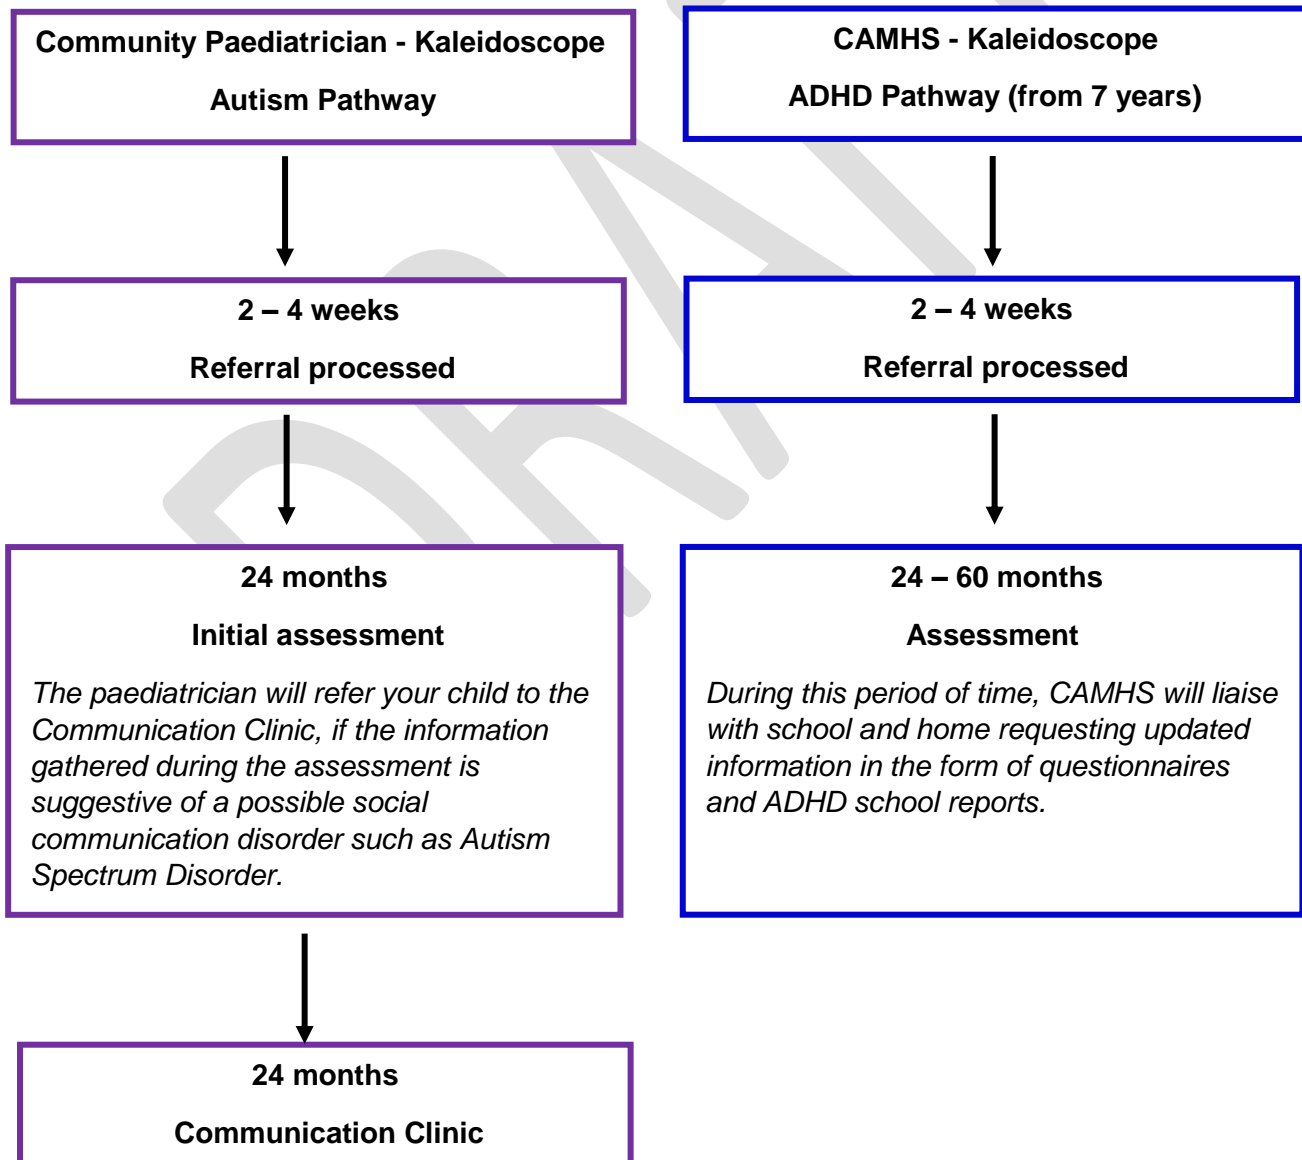 Community Paediatrician - Kaleidoscope
Autism Pathway
CAMHS - Kaleidoscope
ADHD Pathway (from 7 years)
2 – 4 weeks
Referral processed
2 – 4 weeks
Referral processed
24 months
Initial assessment
The paediatrician will refer your child to the
Communication Clinic, if the information
gathered during the assessment is
suggestive of a possible social
communication disorder such as Autism
Spectrum Disorder.
24 – 60 months
Assessment
During this period of time, CAMHS will liaise
with school and home requesting updated
information in the form of questionnaires
and ADHD school reports.
24 months
Communication Clinic